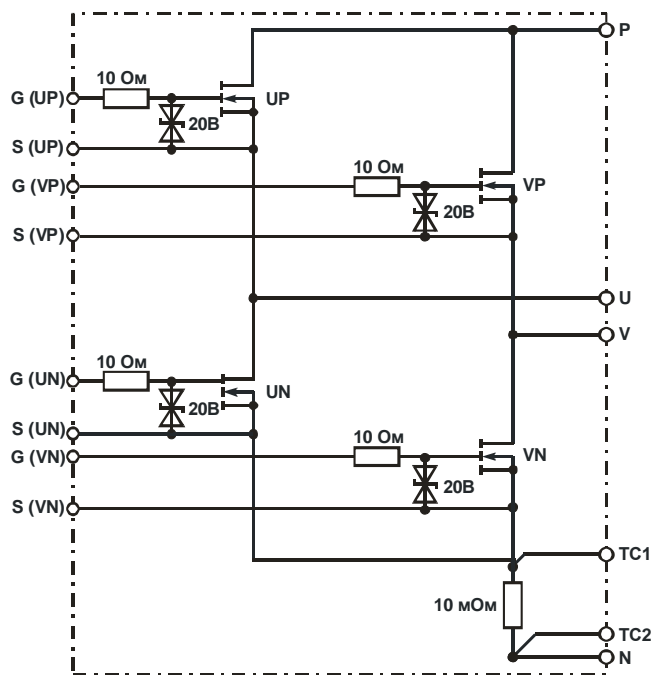 P
10 Ом
G (UP)
UP
20В
S (UP)
10 Ом
G (VP)
VP
20В
S (VP)
U
V
10 Ом
G (UN)
UN
20В
S (UN)
10 Ом
G (VN)
VN
20В
S (VN)
TC1
10 мОм
TC2
N